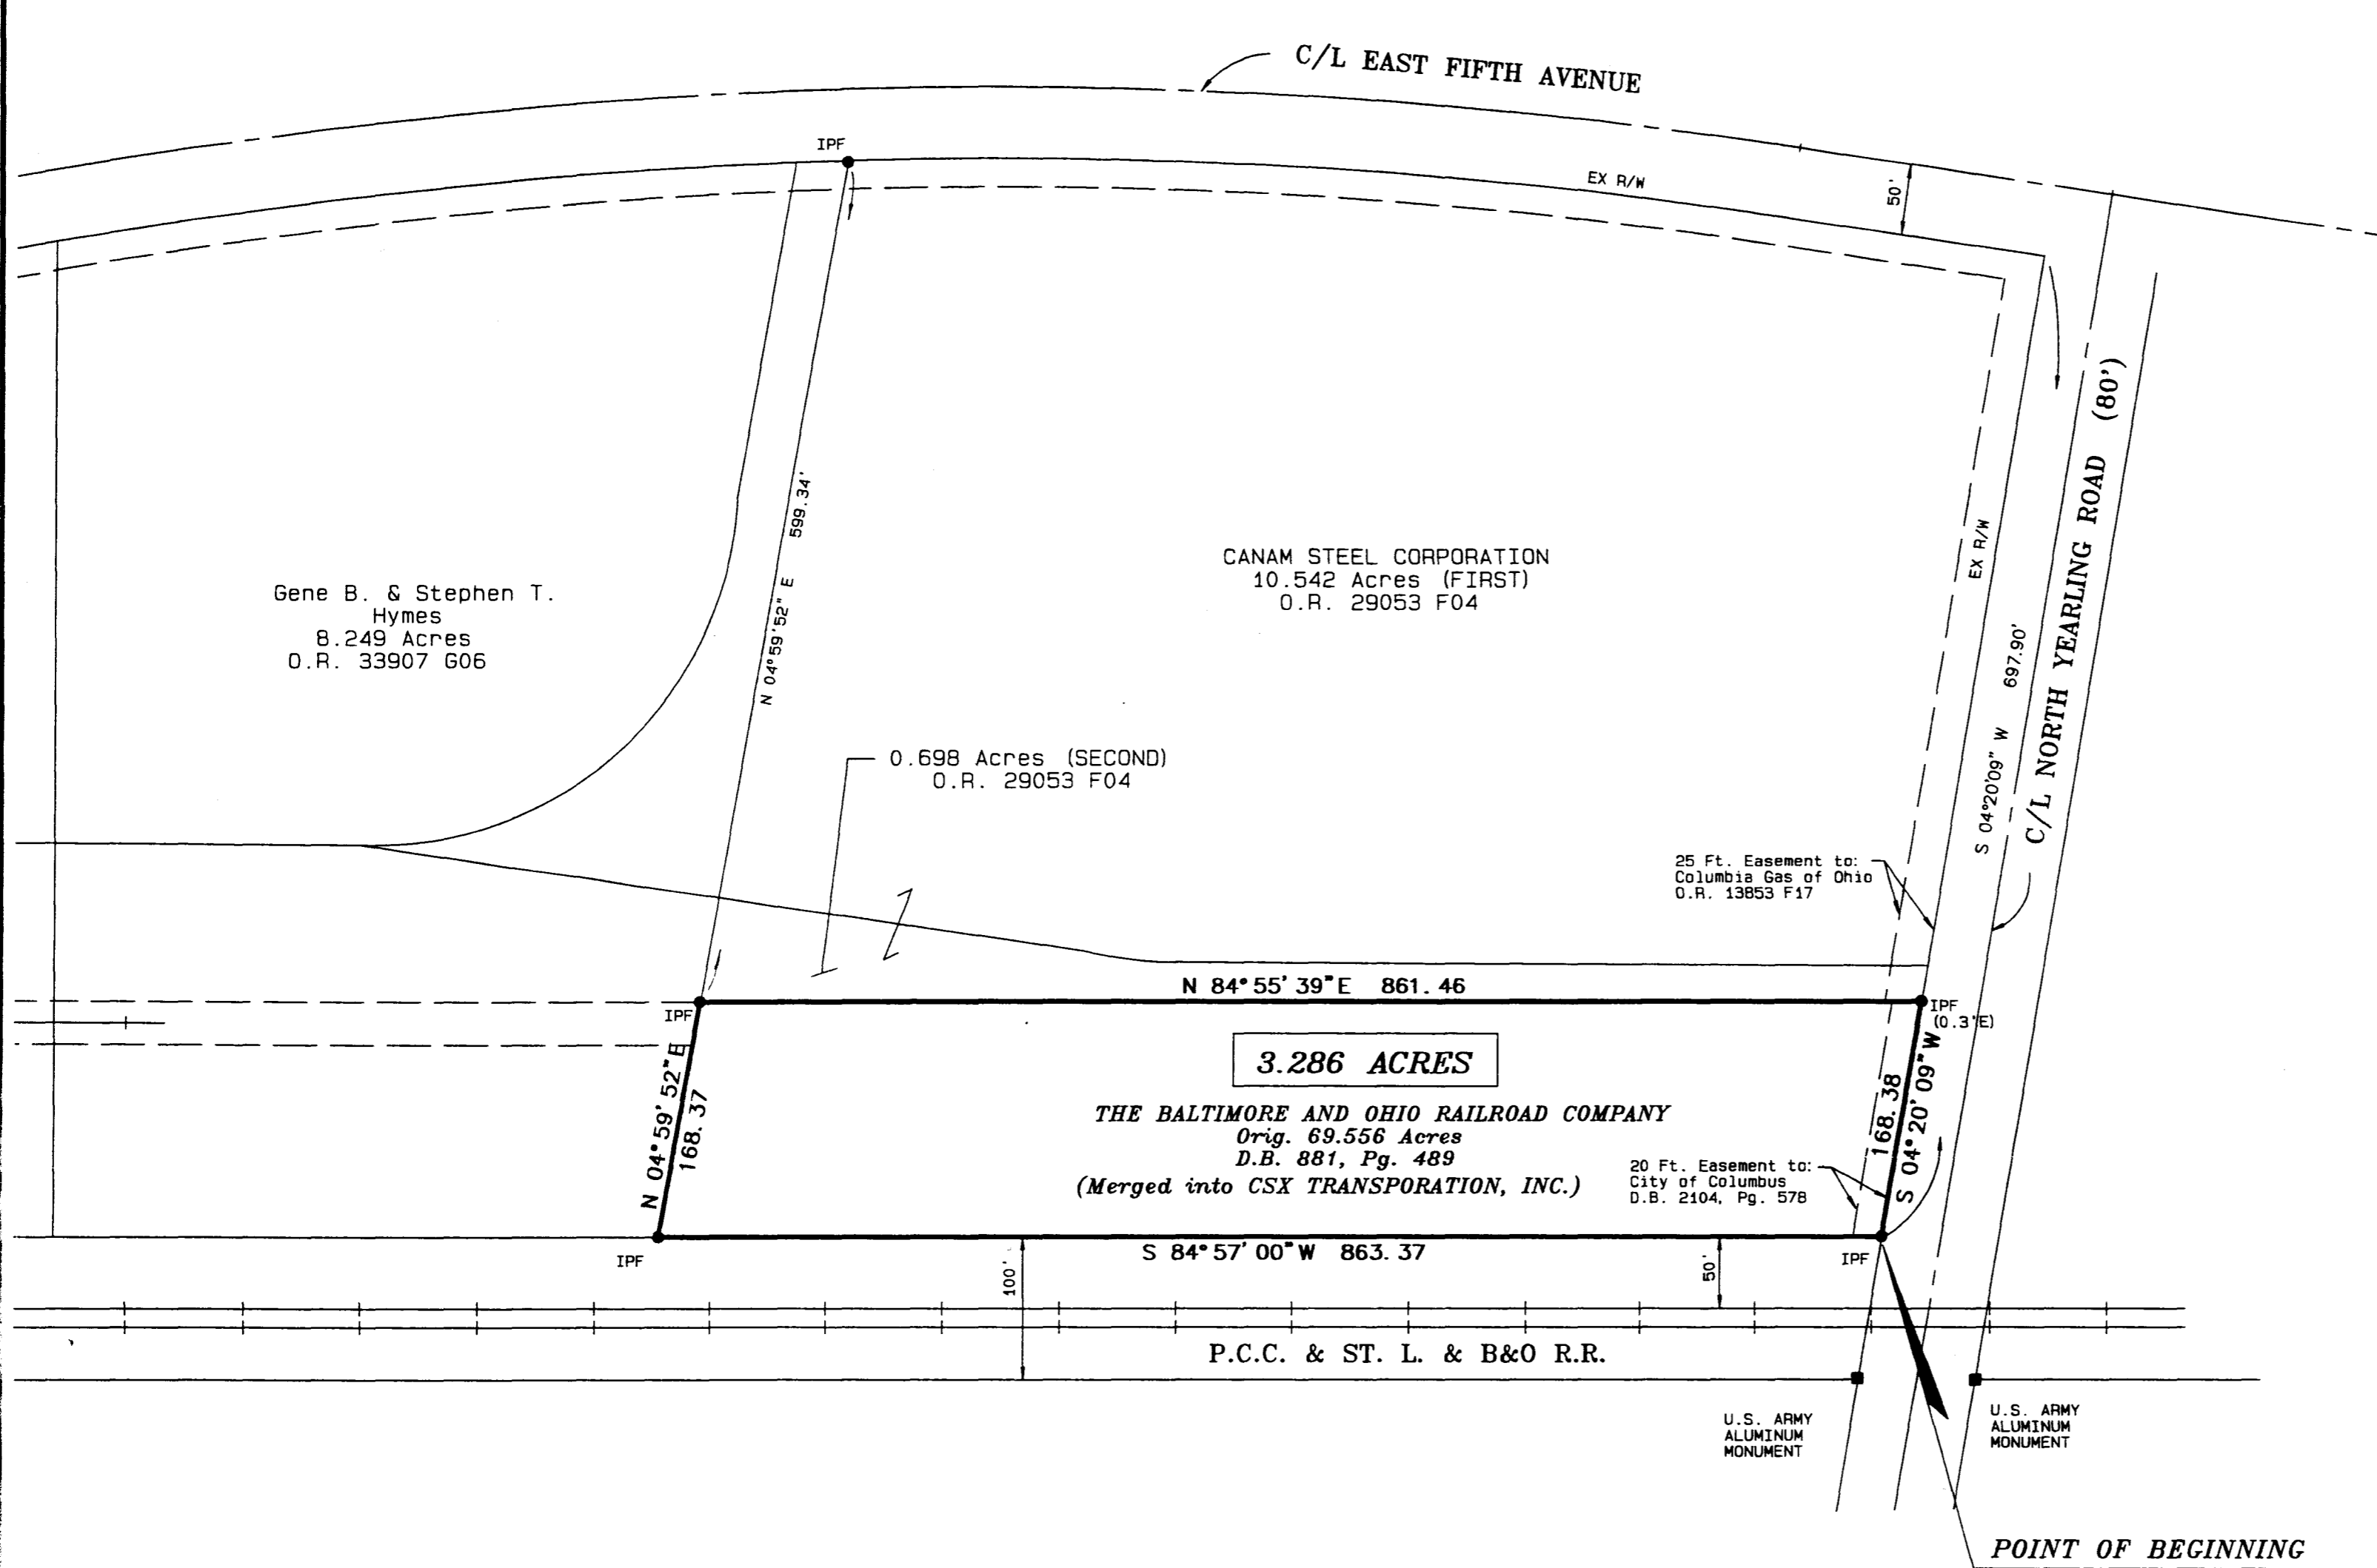 C/L EAST FIFTH AVENUE
IPF
EX R/W
50'
N 04°59'52" E 599.34'
CANAM STEEL CORPORATION
10.542 Acres (FIRST)
O.R. 29053 F04
Gene B. & Stephen T.
Hymes
8.249 Acres
O.R. 33907 G06
EX R/W
S 04°20'09" W 697.90'
C/L NORTH YEARLING ROAD (80')
0.698 Acres (SECOND)
O.R. 29053 F04
25 Ft. Easement to:
Columbia Gas of Ohio
O.R. 13853 F17
N 84°55'39"E 861.46
IPF
IPF
(0.3'E)
N 04°59'52"E
168.37
3.286 ACRES
THE BALTIMORE AND OHIO RAILROAD COMPANY
Orig. 69.556 Acres
D.B. 881, Pg. 489
(Merged into CSX TRANSPORATION, INC.)
20 Ft. Easement to:
City of Columbus
D.B. 2104, Pg. 578
168.38
S 04°20'09"W
S 84°57'00"W 863.37
IPF
IPF
100'
50'
P.C.C. & ST. L. & B&O R.R.
U.S. ARMY
ALUMINUM
MONUMENT
U.S. ARMY
ALUMINUM
MONUMENT
POINT OF BEGINNING